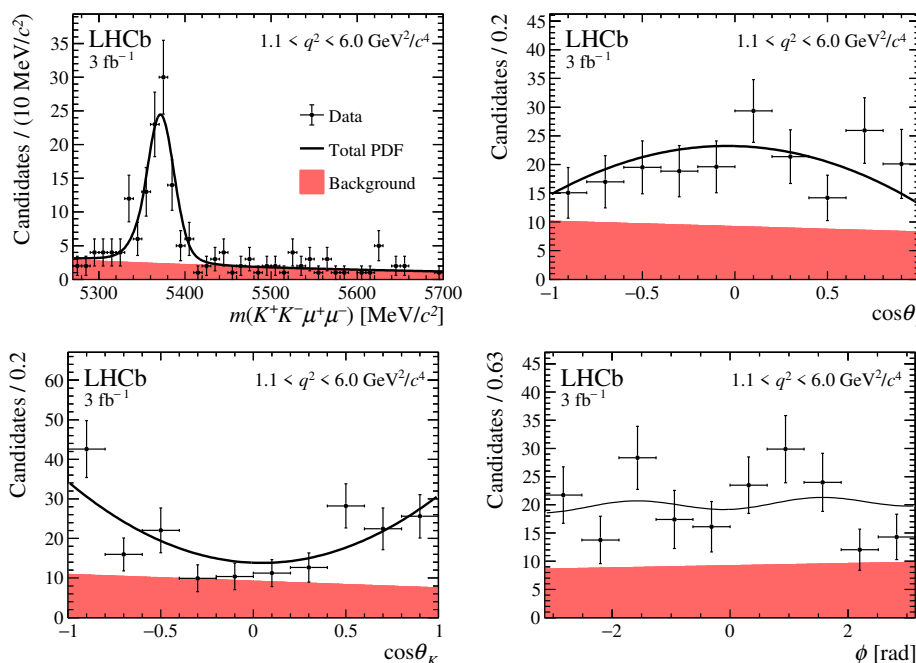 Candidates / (10 MeV/c²)
LHCb
3 fb⁻¹
1.1 < q² < 6.0 GeV²/c⁴
Data
Total PDF
Background
35
30
25
20
15
10
5
0
5300 5400 5500 5600 5700
m(K⁺K⁻μ⁺μ⁻) [MeV/c²]
Candidates / 0.2
LHCb
3 fb⁻¹
1.1 < q² < 6.0 GeV²/c⁴
45
40
35
30
25
20
15
10
5
0
−1 −0.5 0 0.5
cosθ
Candidates / 0.2
LHCb
3 fb⁻¹
1.1 < q² < 6.0 GeV²/c⁴
60
50
40
30
20
10
0
−1 −0.5 0 0.5 1
cosθ_K
Candidates / 0.63
LHCb
3 fb⁻¹
1.1 < q² < 6.0 GeV²/c⁴
45
40
35
30
25
20
15
10
5
0
−2 0 2
ϕ [rad]